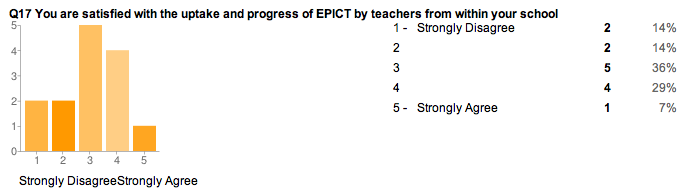 Q17 You are satisfied with the uptake and progress of EPICT by teachers from within your school
5
4
3
2
1
0
1 2 3 4 5
Strongly DisagreeStrongly Agree
1 - Strongly Disagree 2 14%
2 2 14%
3 5 36%
4 4 29%
5 - Strongly Agree 1 7%